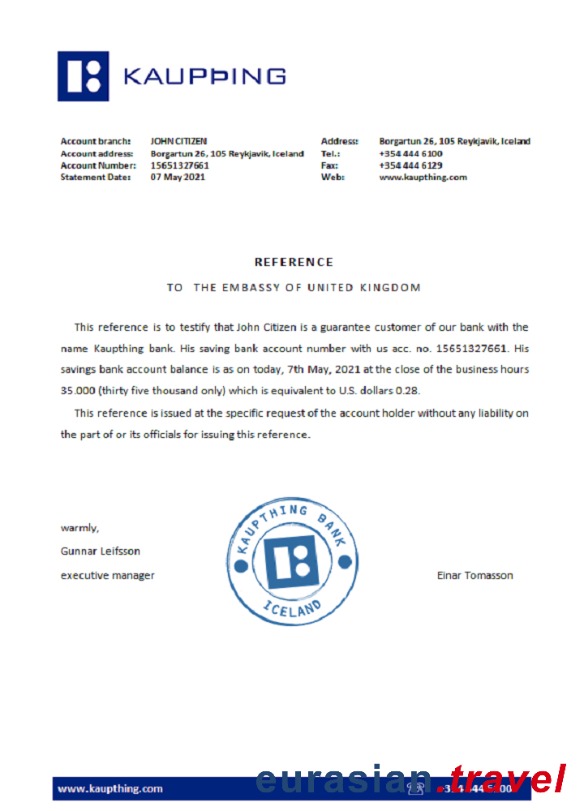 KAUPÞING
Account branch: JOHN CITIZEN Address: Borgartun 26, 105 Reykjavik, Iceland
Account address: Borgartun 26, 105 Reykjavik, Iceland Tel.: +354 444 6100
Account Number: 15651327661 Fax: +354 444 6129
Statement Date: 07 May 2021 Web: www.kaupthing.com
REFERENCE
TO THE EMBASSY OF UNITED KINGDOM
This reference is to testify that John Citizen is a guarantee customer of our bank with the
name Kaupthing bank. His saving bank account number with us acc. no. 15651327661. His
savings bank account balance is as on today, 7th May, 2021 at the close of the business hours
35.000 (thirty five thousand only) which is equivalent to U.S. dollars 0.28.
This reference is issued at the specific request of the account holder without any liability on
the part of or its officials for issuing this reference.
warmly,
Gunnar Leifsson
executive manager
KAUPTHING BANK
ICELAND
Einar Tomasson
www.kaupthing.com
eurasian.travel